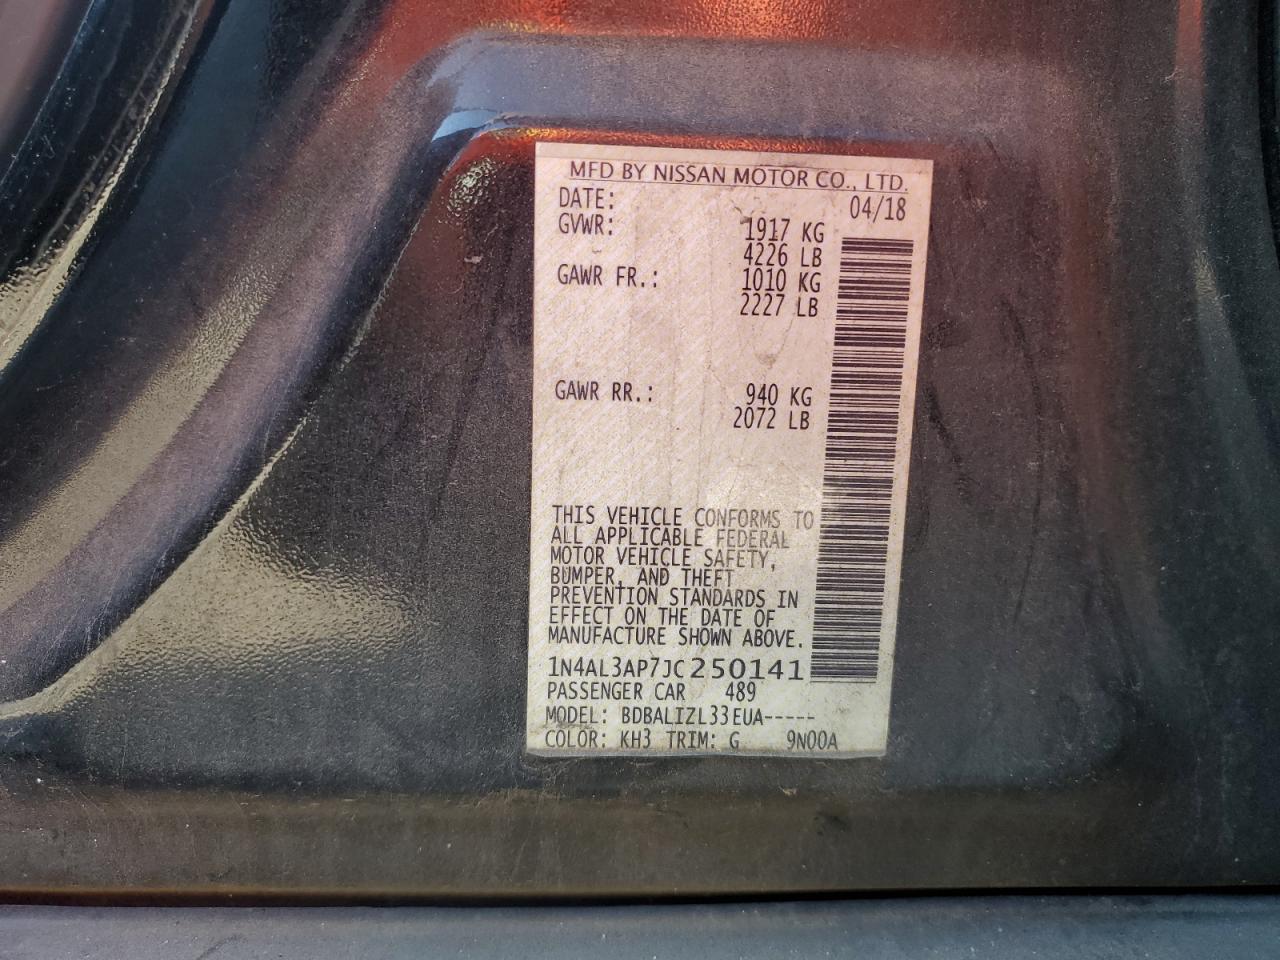 MFD BY NISSAN MOTOR CO., LTD.
DATE: 04/18
GVWR: 1917 KG
4226 LB
GAWR FR.: 1010 KG
2227 LB
GAWR RR.: 940 KG
2072 LB
THIS VEHICLE CONFORMS TO
ALL APPLICABLE FEDERAL
MOTOR VEHICLE SAFETY,
BUMPER, AND THEFT
PREVENTION STANDARDS IN
EFFECT ON THE DATE OF
MANUFACTURE SHOWN ABOVE.
1N4AL3AP7JC250141
PASSENGER CAR 489
MODEL: BDBALIZL33EUA-----
COLOR: KH3 TRIM: G 9N00A